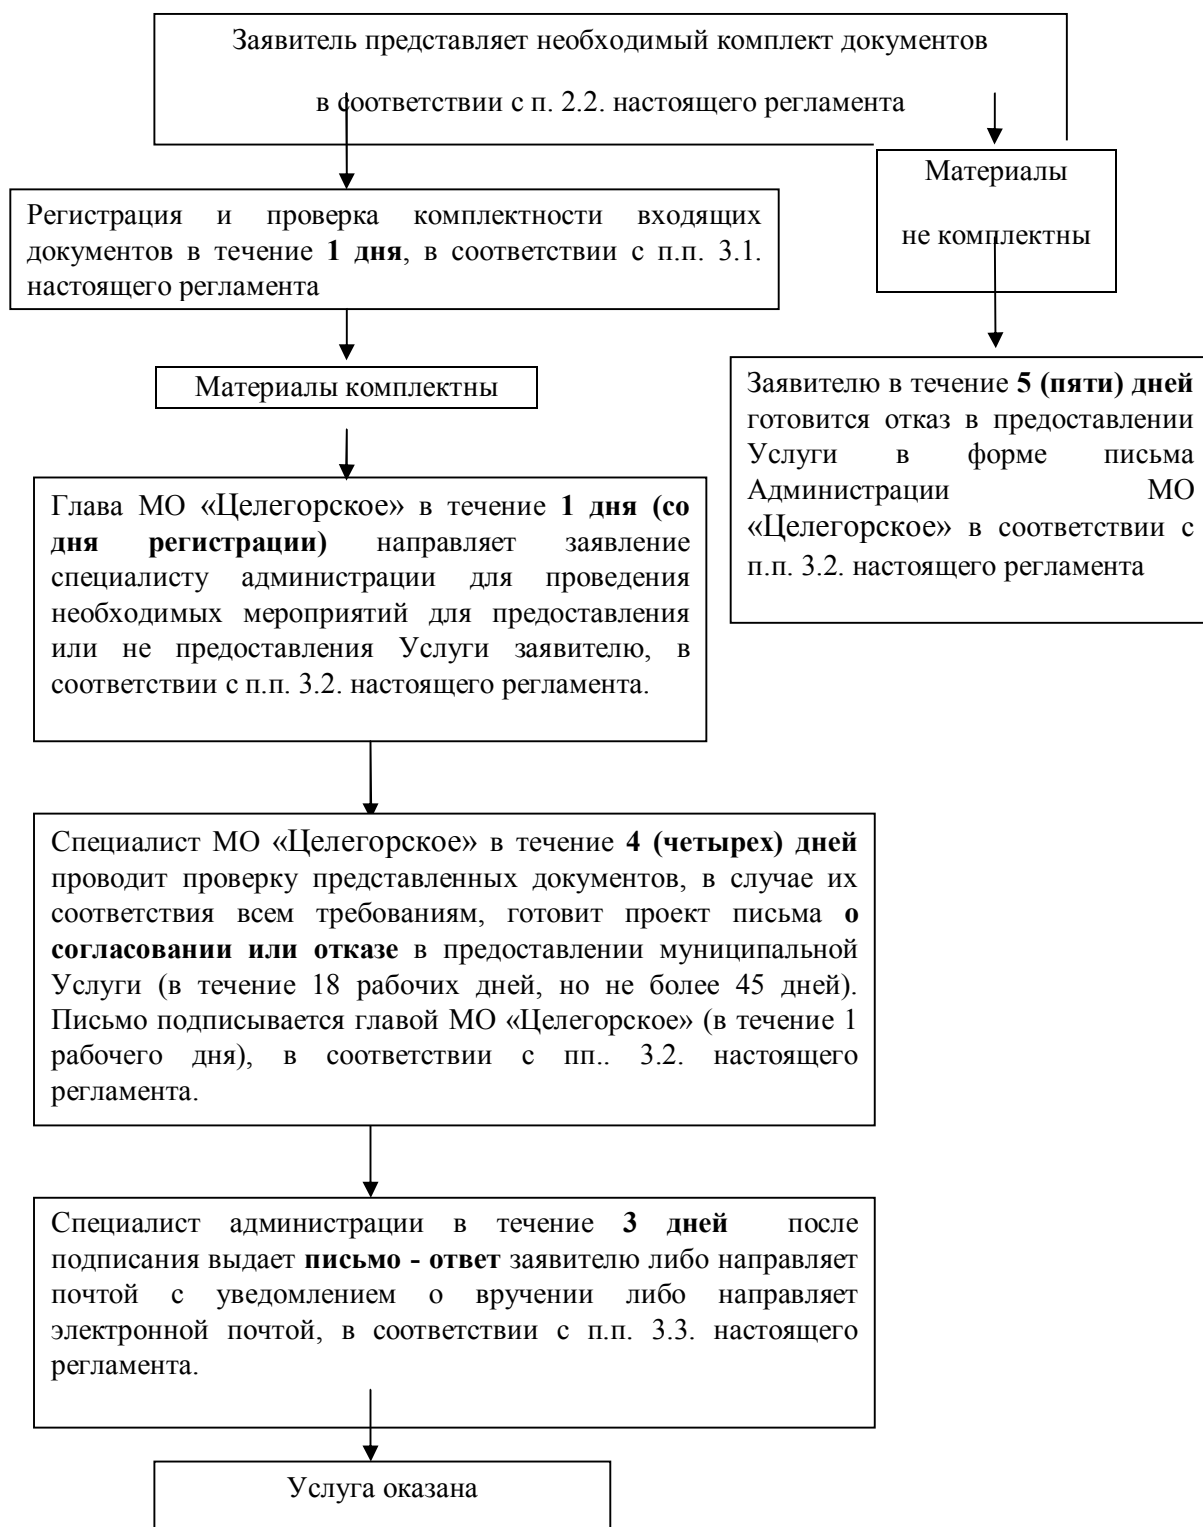 Заявитель представляет необходимый комплект документов
в соответствии с п. 2.2. настоящего регламента
Материалы
не комплектны
Регистрация и проверка комплектности входящих
документов в течение 1 дня, в соответствии с п.п. 3.1.
настоящего регламента
Материалы комплектны
Заявителю в течение 5 (пяти) дней
готовится отказ в предоставлении
Услуги в форме письма
Администрации МО
«Целегорское» в соответствии с
п.п. 3.2. настоящего регламента
Глава МО «Целегорское» в течение 1 дня (со
дня регистрации) направляет заявление
специалисту администрации для проведения
необходимых мероприятий для предоставления
или не предоставления Услуги заявителю, в
соответствии с п.п. 3.2. настоящего регламента.
Специалист МО «Целегорское» в течение 4 (четырех) дней
проводит проверку представленных документов, в случае их
соответствия всем требованиям, готовит проект письма о
согласовании или отказе в предоставлении муниципальной
Услуги (в течение 18 рабочих дней, но не более 45 дней).
Письмо подписывается главой МО «Целегорское» (в течение 1
рабочего дня), в соответствии с пп.. 3.2. настоящего
регламента.
Специалист администрации в течение 3 дней после
подписания выдает письмо - ответ заявителю либо направляет
почтой с уведомлением о вручении либо направляет
электронной почтой, в соответствии с п.п. 3.3. настоящего
регламента.
Услуга оказана